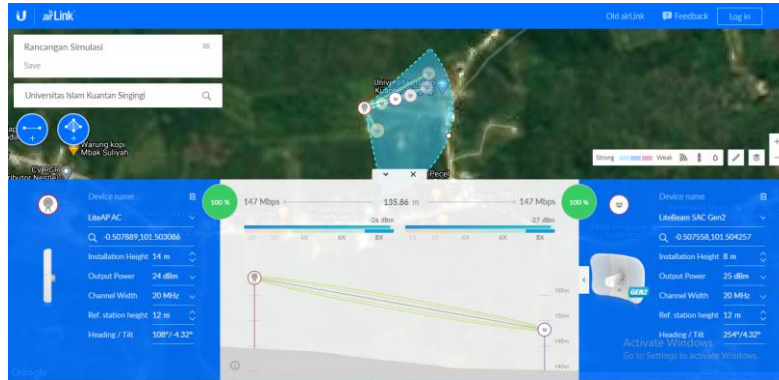 airLink
Old airLink
Feedback
Log in
Rancangan Simulasi
Save
Universitas Islam Kuantan Singingi
Warung kopi
Mbak Suliyah
CV RGR
Pecel
Strong
Weak
Device name
LiteAP AC
-0.507889,101.503086
Installation Height 14 m
Output Power 24 dBm
Channel Width 20 MHz
Ref. station height 12 m
Heading / Tilt 108°/-4.32°
100 %
147 Mbps
135.86 m
147 Mbps
100 %
-26 dBm
-27 dBm
1X 2X 4X 6X 8X
1X 2X 4X 6X 8X
Device name
LiteBeam 5AC Gen2
-0.507558,101.504257
Installation Height 8 m
Output Power 25 dBm
Channel Width 20 MHz
Ref. station height 12 m
Heading / Tilt 254°/4.32°
GEN2
Activate Windows
Go to Settings to activate Windows.
Google